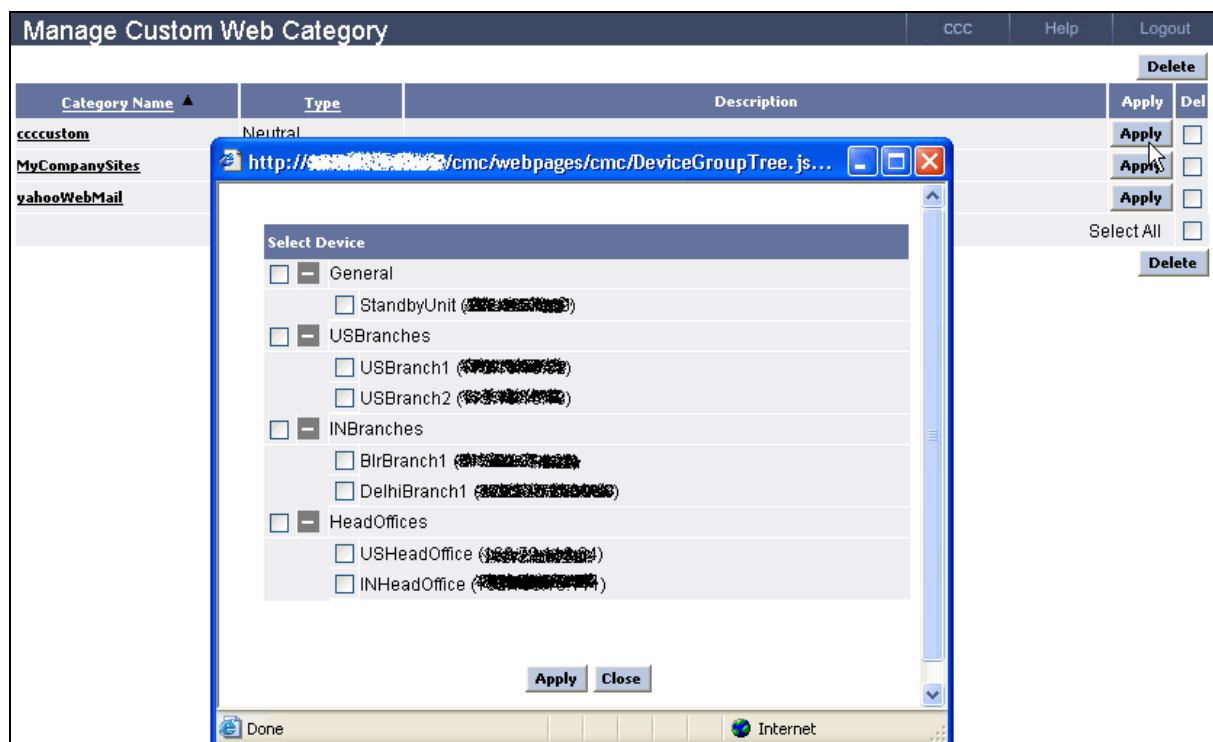 Manage Custom Web Category ccc Help Logout
Delete
Category Name Type Description Apply Del
ccccustom Neutral Apply
MyCompanySites Apply
yahooWebMail Apply
Select All
Delete
http:// /cmc/webpages/cmc/DeviceGroupTree.js...
Select Device
General
StandbyUnit ( )
USBranches
USBranch1 ( )
USBranch2 ( )
INBranches
BlrBranch1 (
DelhiBranch1 ( )
HeadOffices
USHeadOffice ( )
INHeadOffice ( )
Apply Close
Done Internet